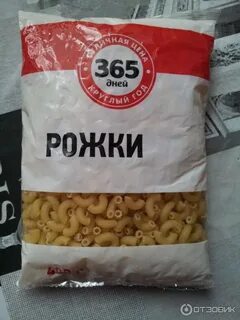 ОТЛИЧНАЯ ЦЕНА
365
дней
КРУГЛЫЙ ГОД
РОЖКИ
ОТЗОВИК